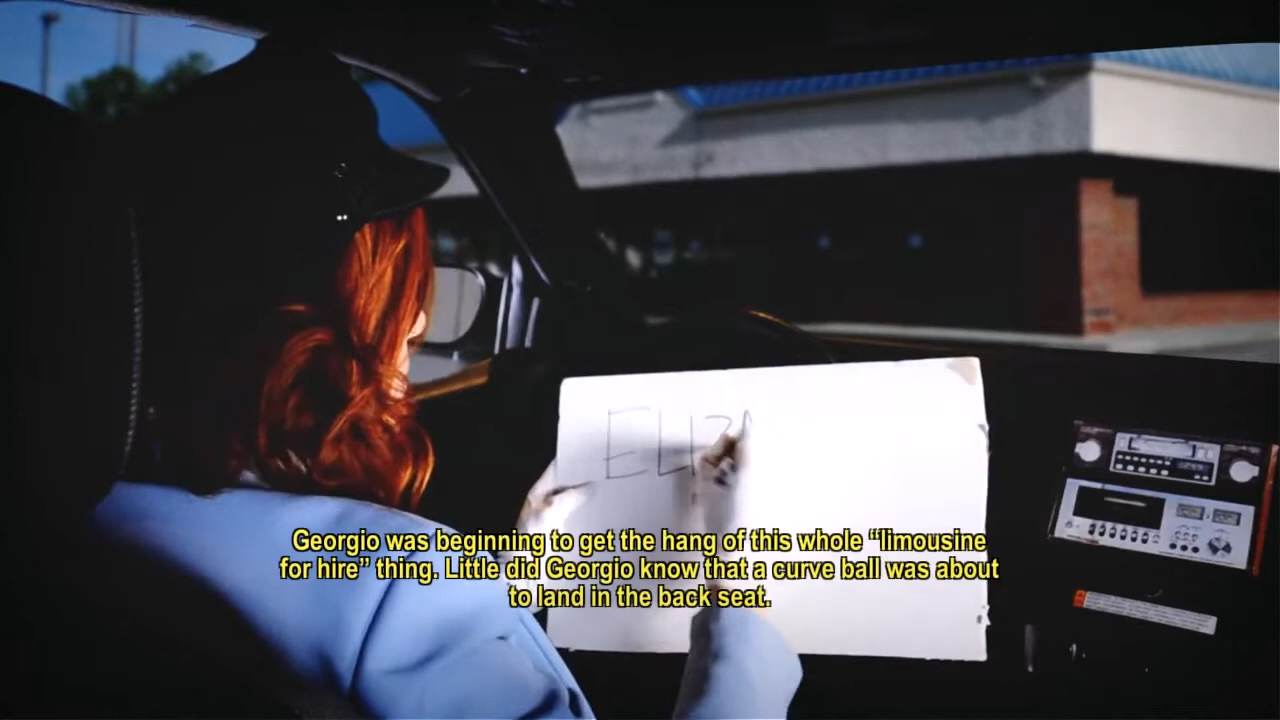 ELIZA
Georgio was beginning to get the hang of this whole “limousine
for hire” thing. Little did Georgio know that a curve ball was about
to land in the back seat.